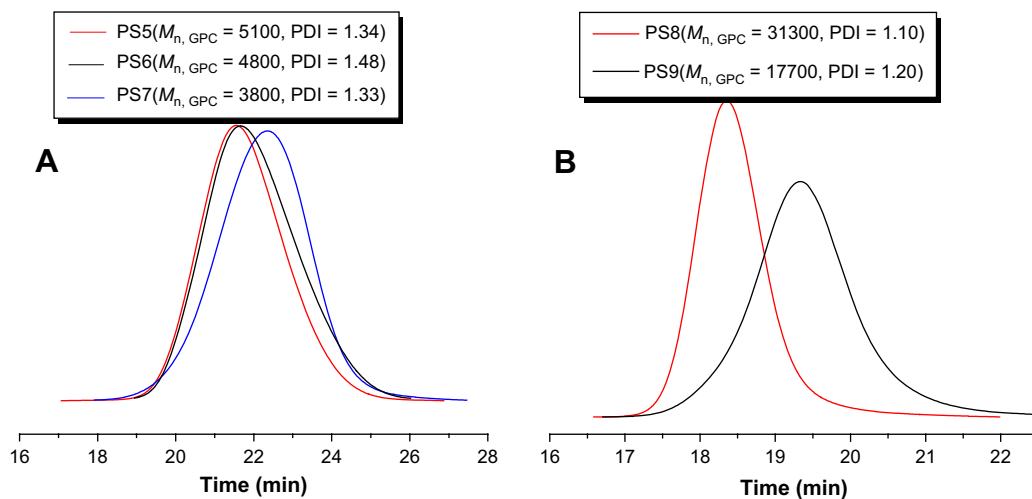 PS5(Mn, GPC = 5100, PDI = 1.34)
PS6(Mn, GPC = 4800, PDI = 1.48)
PS7(Mn, GPC = 3800, PDI = 1.33)
A
16 18 20 22 24 26 28
Time (min)
PS8(Mn, GPC = 31300, PDI = 1.10)
PS9(Mn, GPC = 17700, PDI = 1.20)
B
16 17 18 19 20 21 22
Time (min)